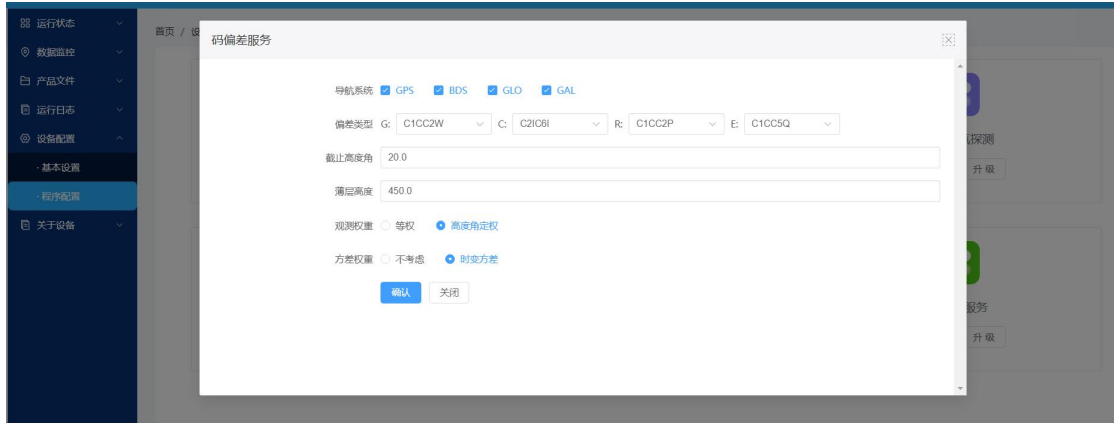 运行状态
数据监控
产品文件
运行日志
设备配置
· 基本设置
· 程序配置
关于设备
首页 / 设
码偏差服务
导航系统 GPS BDS GLO GAL
偏差类型 G: C1CC2W C: C2IC6I R: C1CC2P E: C1CC5Q
截止高度角 20.0
薄层高度 450.0
观测权重 等权 高度角定权
方差权重 不考虑 时变方差
确认 关闭
探测
升级
服务
升级